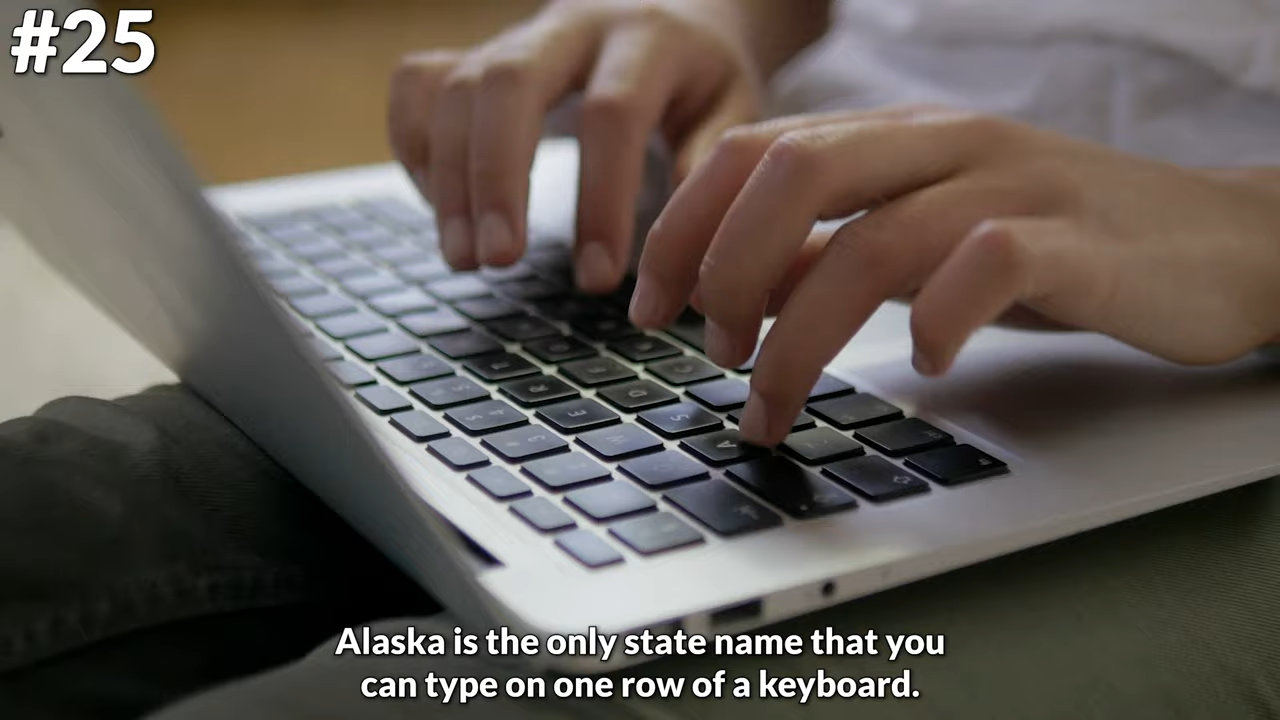 #25
Alaska is the only state name that you
can type on one row of a keyboard.